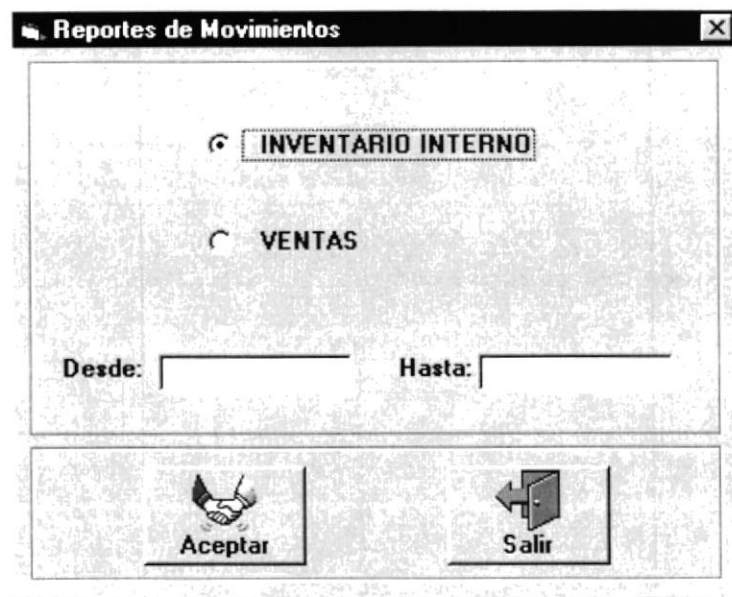 Reportes de Movimientos
INVENTARIO INTERNO
VENTAS
Desde: Hasta:
Aceptar Salir